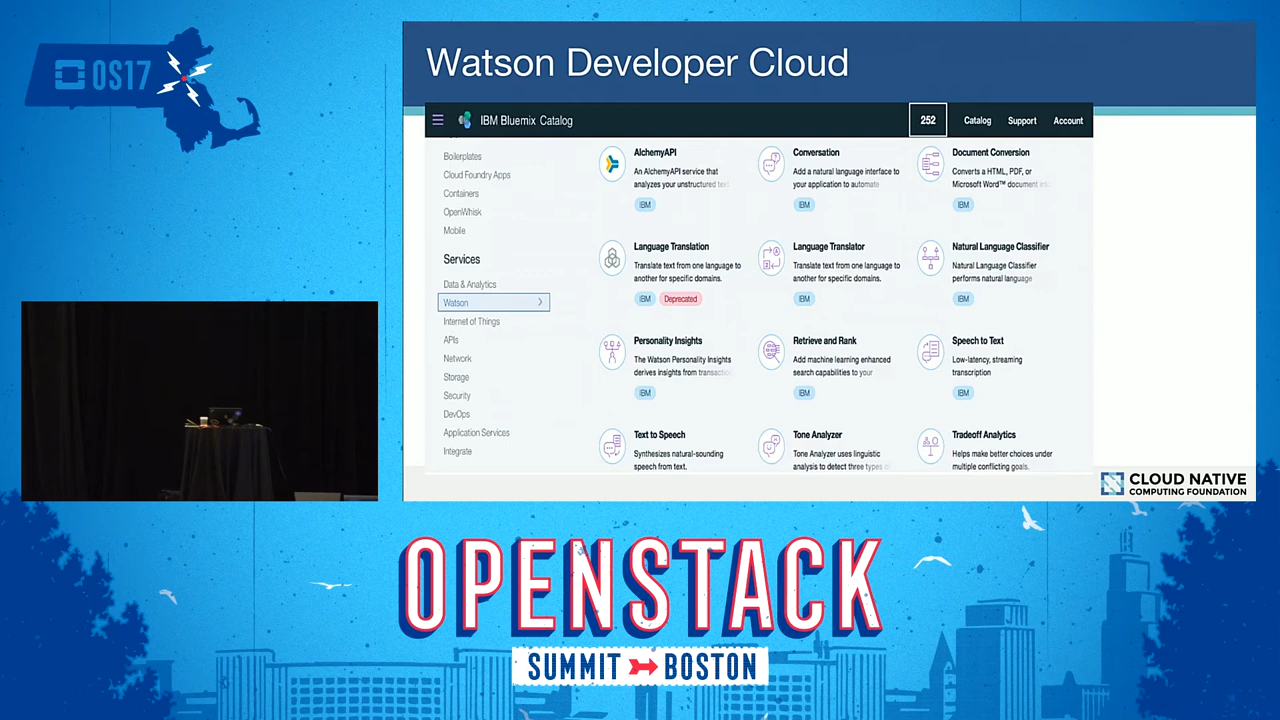 OS17
Watson Developer Cloud
IBM Bluemix Catalog
252
Catalog
Support
Account
Boilerplates
Cloud Foundry Apps
Containers
OpenWhisk
Mobile
Services
Data & Analytics
Watson
Internet of Things
APIs
Network
Storage
Security
DevOps
Application Services
Integrate
AlchemyAPI
An AlchemyAPI service that
analyzes your unstructured text
IBM
Conversation
Add a natural language interface to
your application to automate
IBM
Document Conversion
Converts a HTML, PDF, or
Microsoft Word™ document
IBM
Language Translation
Translate text from one language to
another for specific domains.
IBM
Deprecated
Language Translator
Translate text from one language to
another for specific domains.
IBM
Natural Language Classifier
Natural Language Classifier
performs natural language
IBM
Personality Insights
The Watson Personality Insights
derives insights from
IBM
Retrieve and Rank
Add machine learning enhanced
search capabilities to your
IBM
Speech to Text
Low-latency, streaming
transcription
IBM
Text to Speech
Synthesizes natural-sounding
speech from text.
Tone Analyzer
Tone Analyzer uses linguistic
analysis to detect three types
Tradeoff Analytics
Helps make better choices under
multiple conflicting goals.
CLOUD NATIVE
COMPUTING FOUNDATION
OPENSTACK
SUMMIT BOSTON